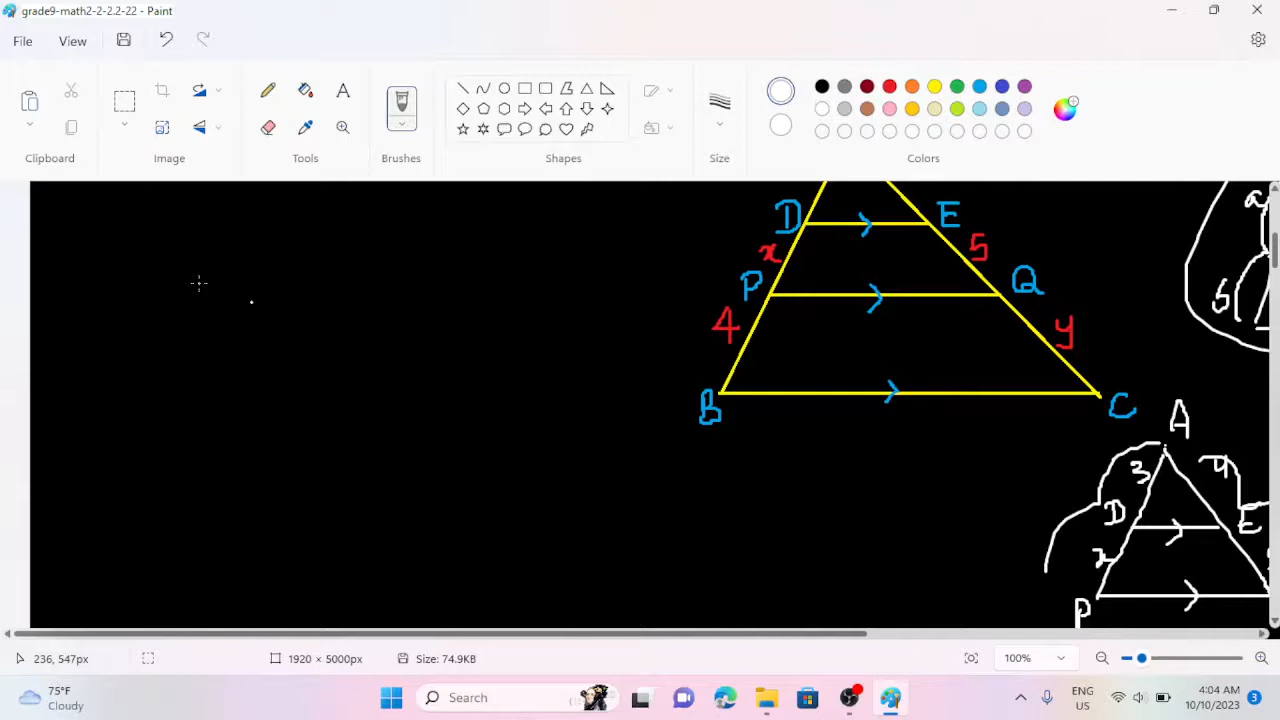 grade9-math2-2-2.2-22 - Paint
File View
Clipboard Image Tools Brushes Shapes Size Colors
D E
x 5
P Q
4 y
B C
a
b
A
3 4
D E
x
P
236, 547px 1920 × 5000px Size: 74.9KB 100%
75°F
Cloudy
Search
ENG
US
4:04 AM
10/10/2023
3